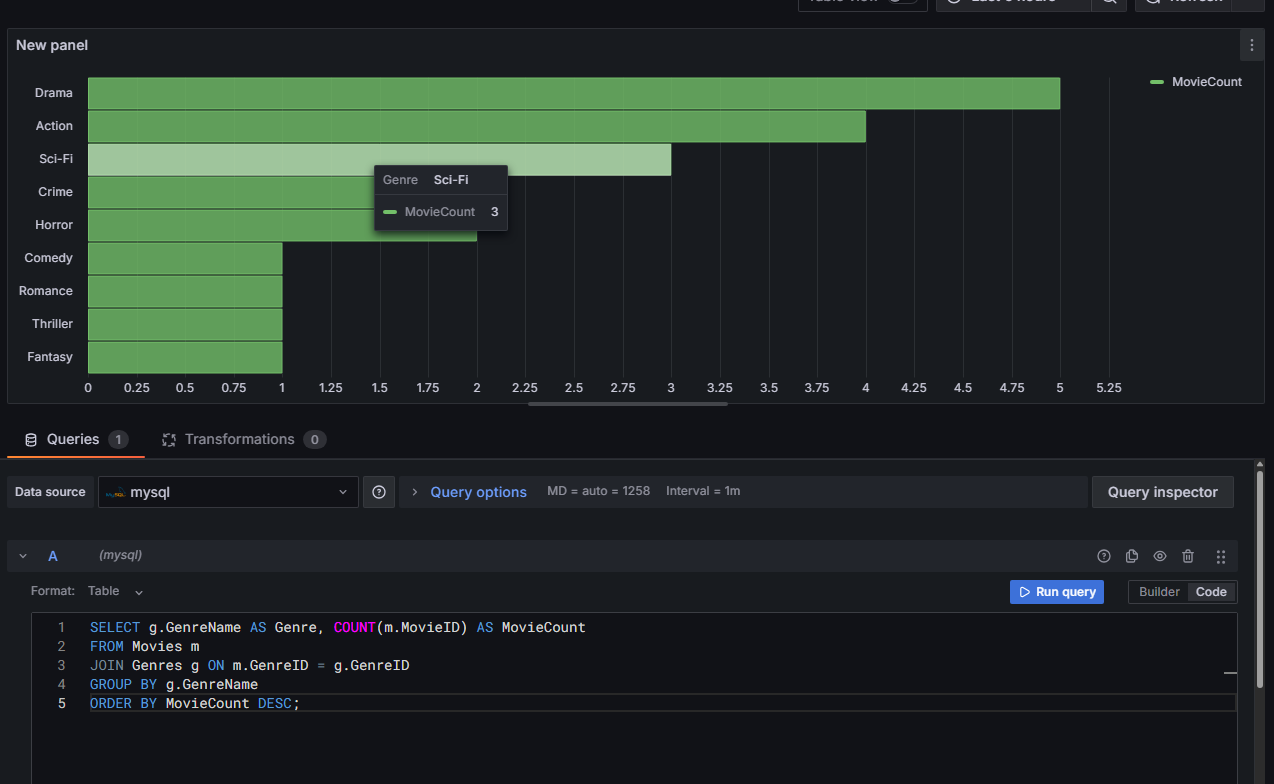 New panel
MovieCount
Drama
Action
Sci-Fi
Crime
Horror
Comedy
Romance
Thriller
Fantasy
Genre Sci-Fi
MovieCount 3
0 0.25 0.5 0.75 1 1.25 1.5 1.75 2 2.25 2.5 2.75 3 3.25 3.5 3.75 4 4.25 4.5 4.75 5 5.25
Queries 1 Transformations 0
Data source mysql Query options MD = auto = 1258 Interval = 1m Query inspector
A (mysql)
Format: Table Run query Builder Code
1 SELECT g.GenreName AS Genre, COUNT(m.MovieID) AS MovieCount
2 FROM Movies m
3 JOIN Genres g ON m.GenreID = g.GenreID
4 GROUP BY g.GenreName
5 ORDER BY MovieCount DESC;